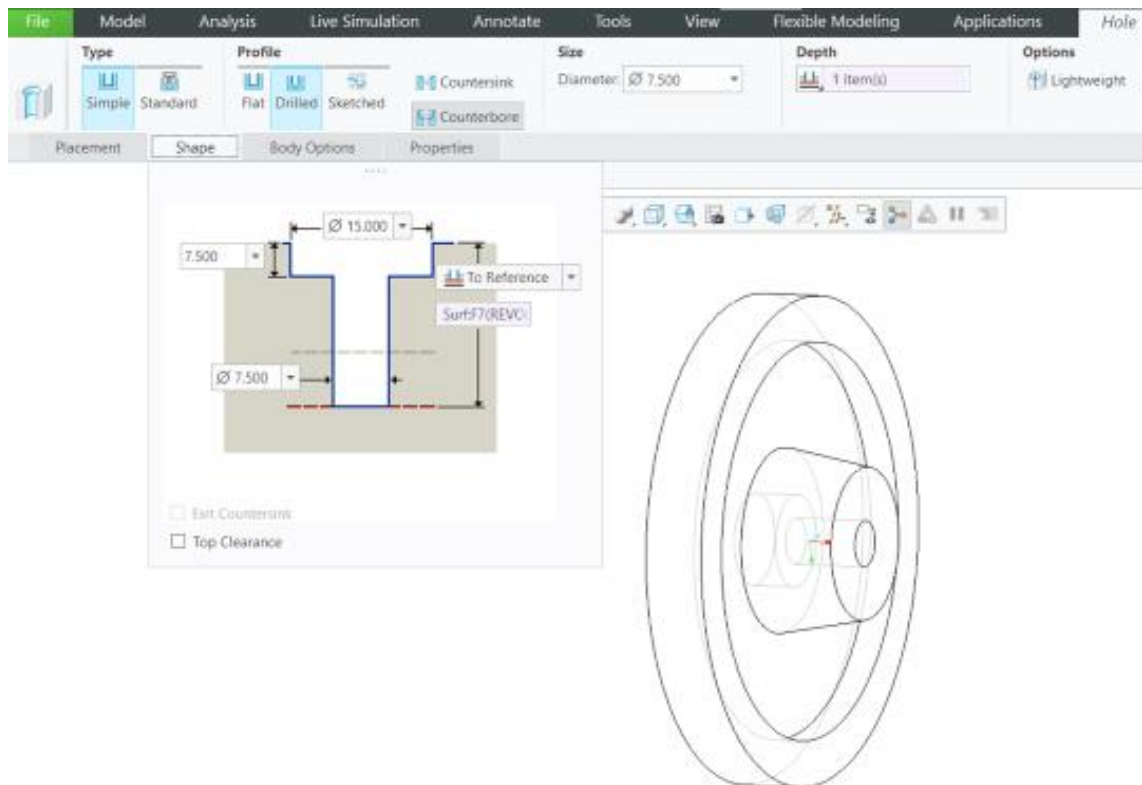 File Model Analysis Live Simulation Annotate Tools View Flexible Modeling Applications Hole
Type Profile Size Depth Options
Simple Standard Flat Drilled Sketched Countersink Diameter: Ø 7.500 1 item(s) Lightweight
Counterbore
Placement Shape Body Options Properties
Ø 15.000
7.500
To Reference
Surf:F7(REVO
Ø 7.500
Exit Countersink
Top Clearance